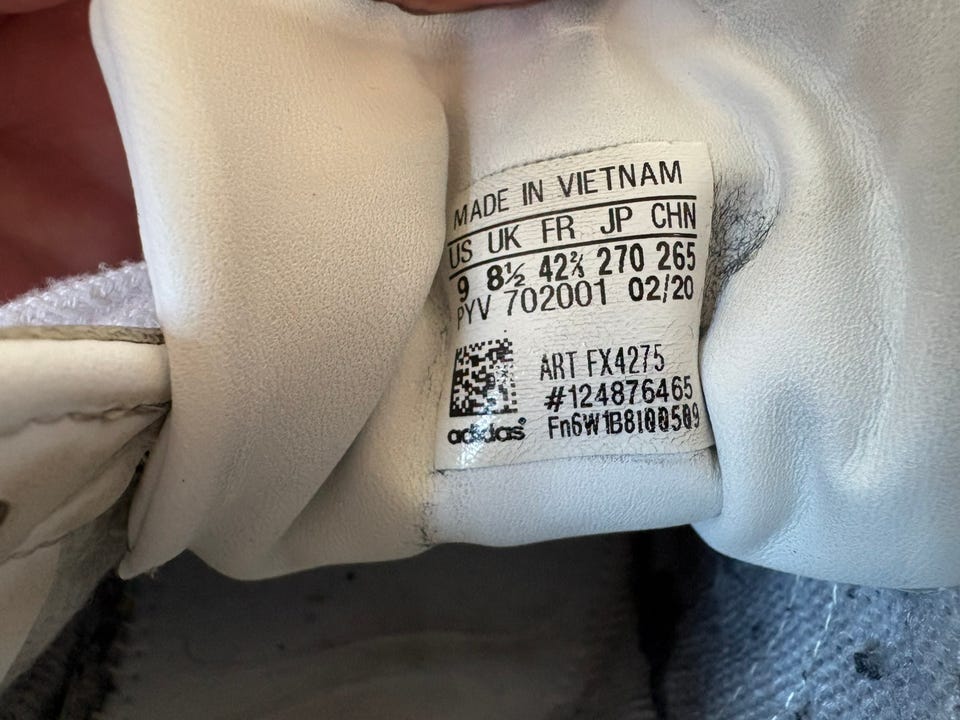 MADE IN VIETNAM
US UK FR JP CHN
9 8½ 42⅔ 270 265
PYV 702001 02/20
ART FX4275
#124876465
adidas